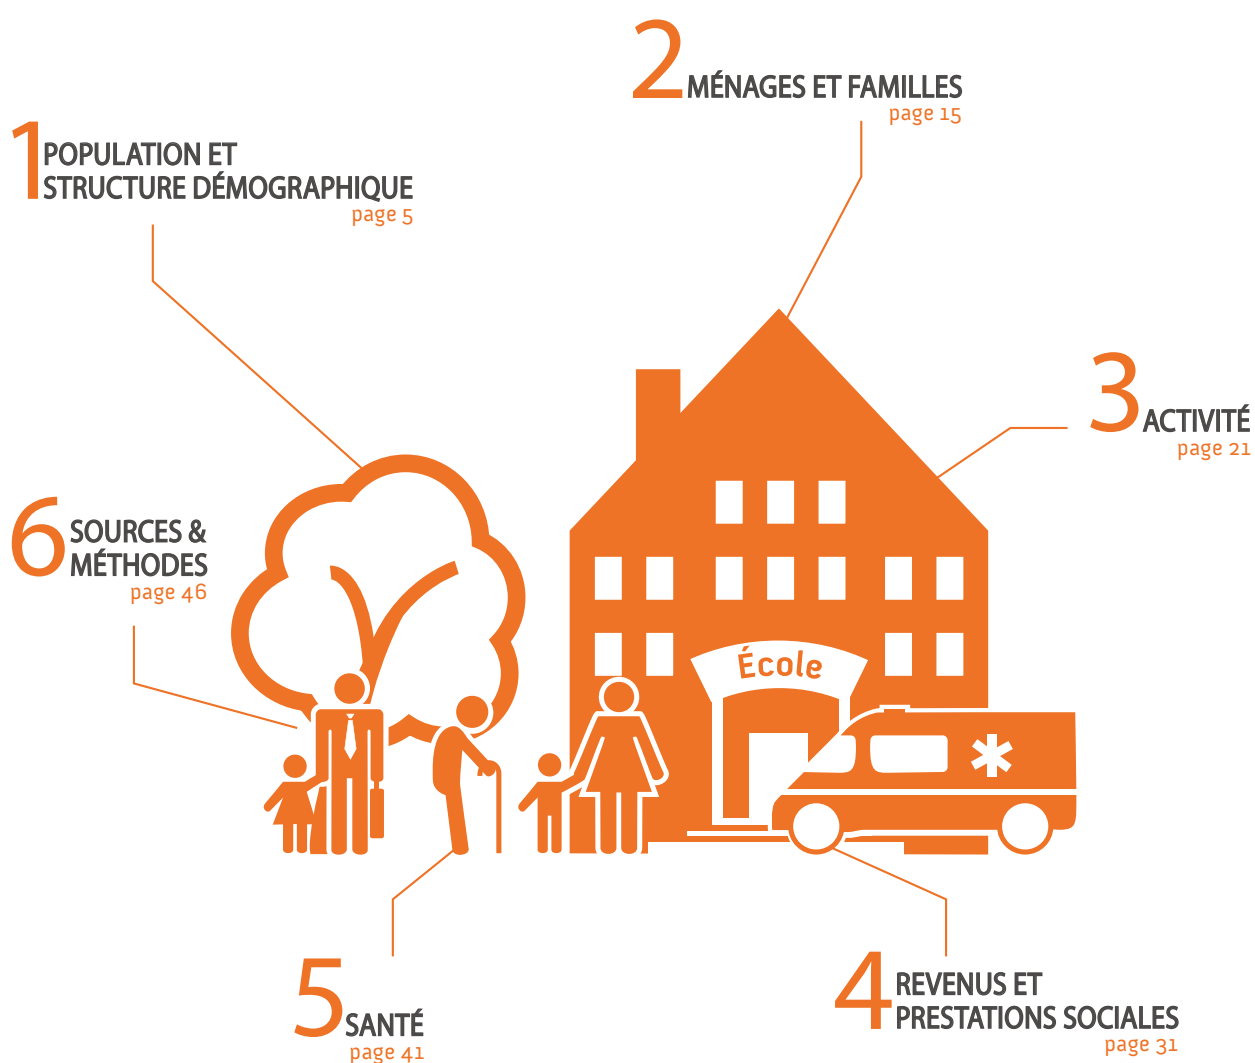 1 POPULATION ET
STRUCTURE DÉMOGRAPHIQUE
page 5
2 MÉNAGES ET FAMILLES
page 15
3 ACTIVITÉ
page 21
4 REVENUS ET
PRESTATIONS SOCIALES
page 31
5 SANTÉ
page 41
6 SOURCES &
MÉTHODES
page 46
École